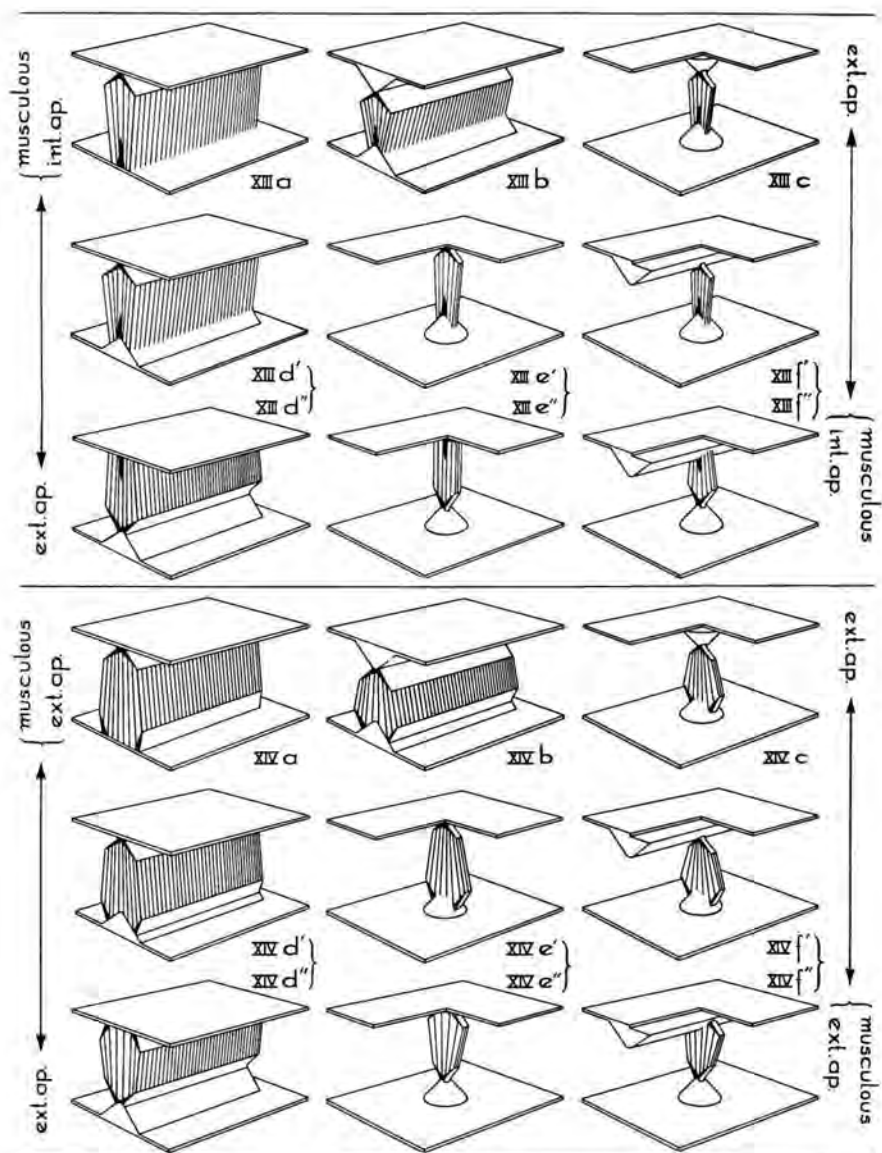 musculous
int.ap.
ext.ap.
XIII a
XIII b
XIII c
XIII d′
XIII d″
XIII e′
XIII e″
XIII f′
XIII f″
ext.ap.
musculous
int.ap.
musculous
ext.ap.
ext.ap.
XIV a
XIV b
XIV c
XIV d′
XIV d″
XIV e′
XIV e″
XIV f′
XIV f″
ext.ap.
musculous
ext.ap.